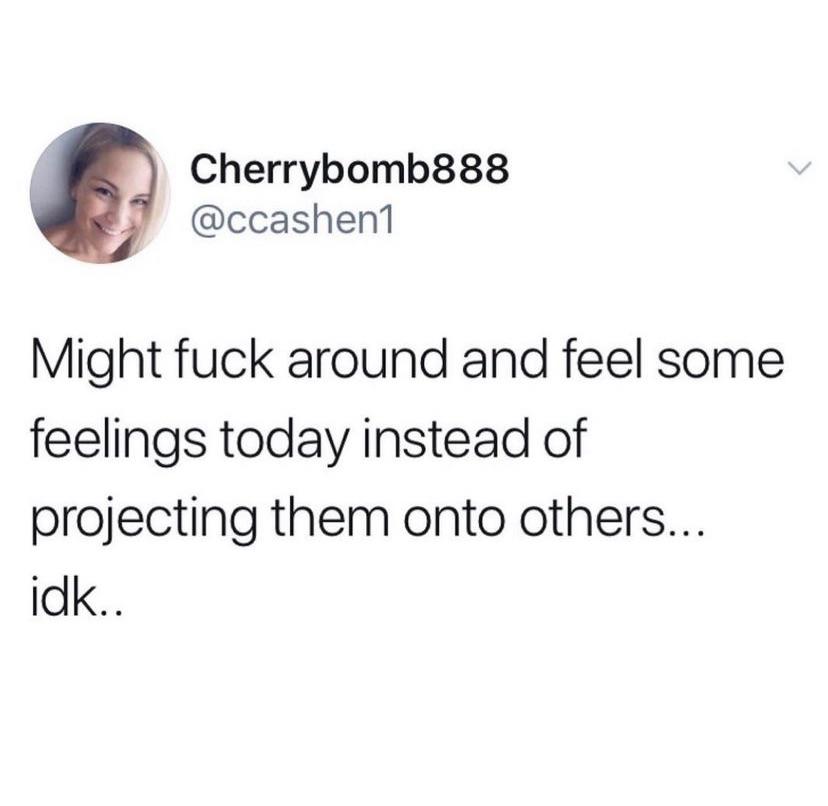 Cherrybomb888
@ccashen1
Might fuck around and feel some
feelings today instead of
projecting them onto others...
idk..